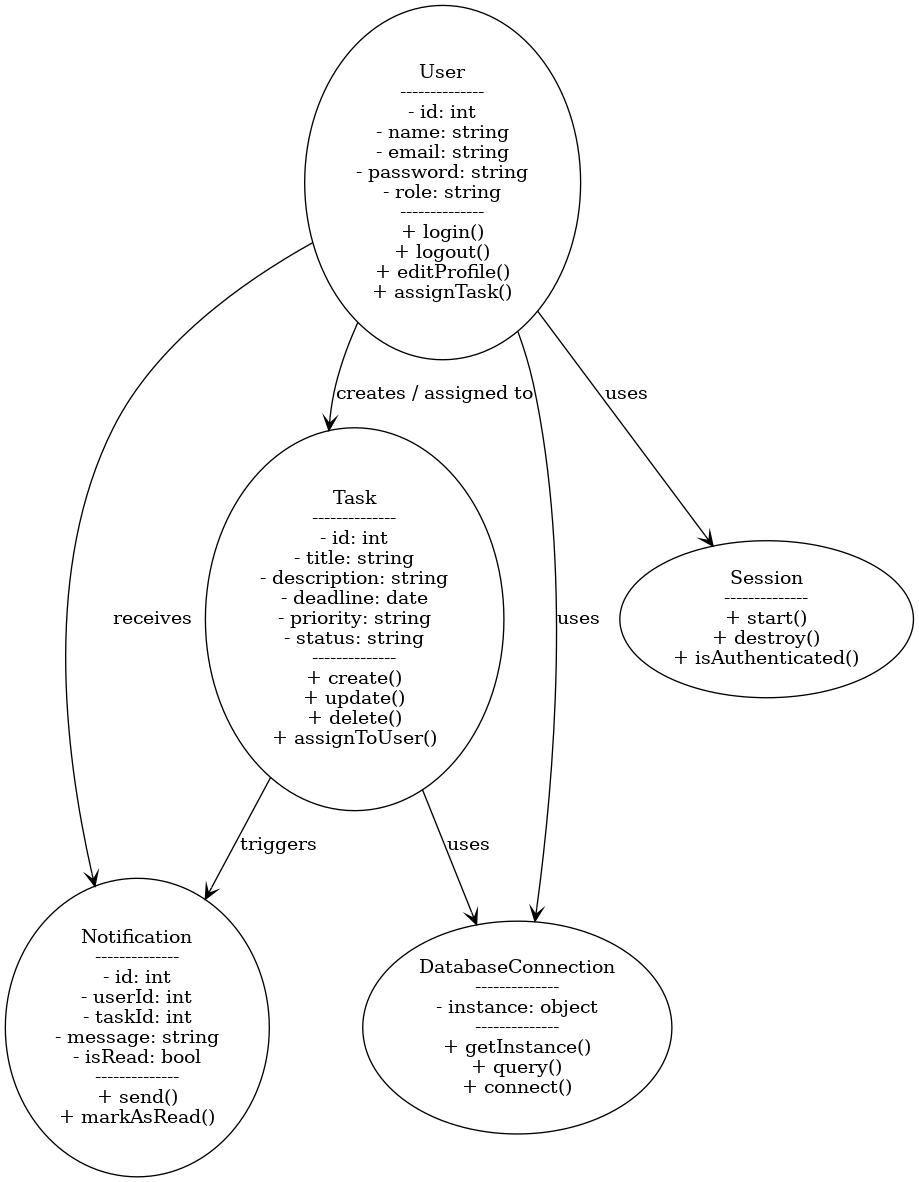 User
--------------
- id: int
- name: string
- email: string
- password: string
- role: string
--------------
+ login()
+ logout()
+ editProfile()
+ assignTask()
creates / assigned to
uses
Task
--------------
- id: int
- title: string
- description: string
- deadline: date
- priority: string
- status: string
--------------
+ create()
+ update()
+ delete()
+ assignToUser()
receives
uses
Session
--------------
+ start()
+ destroy()
+ isAuthenticated()
triggers
uses
Notification
--------------
- id: int
- userId: int
- taskId: int
- message: string
- isRead: bool
--------------
+ send()
+ markAsRead()
DatabaseConnection
--------------
- instance: object
--------------
+ getInstance()
+ query()
+ connect()